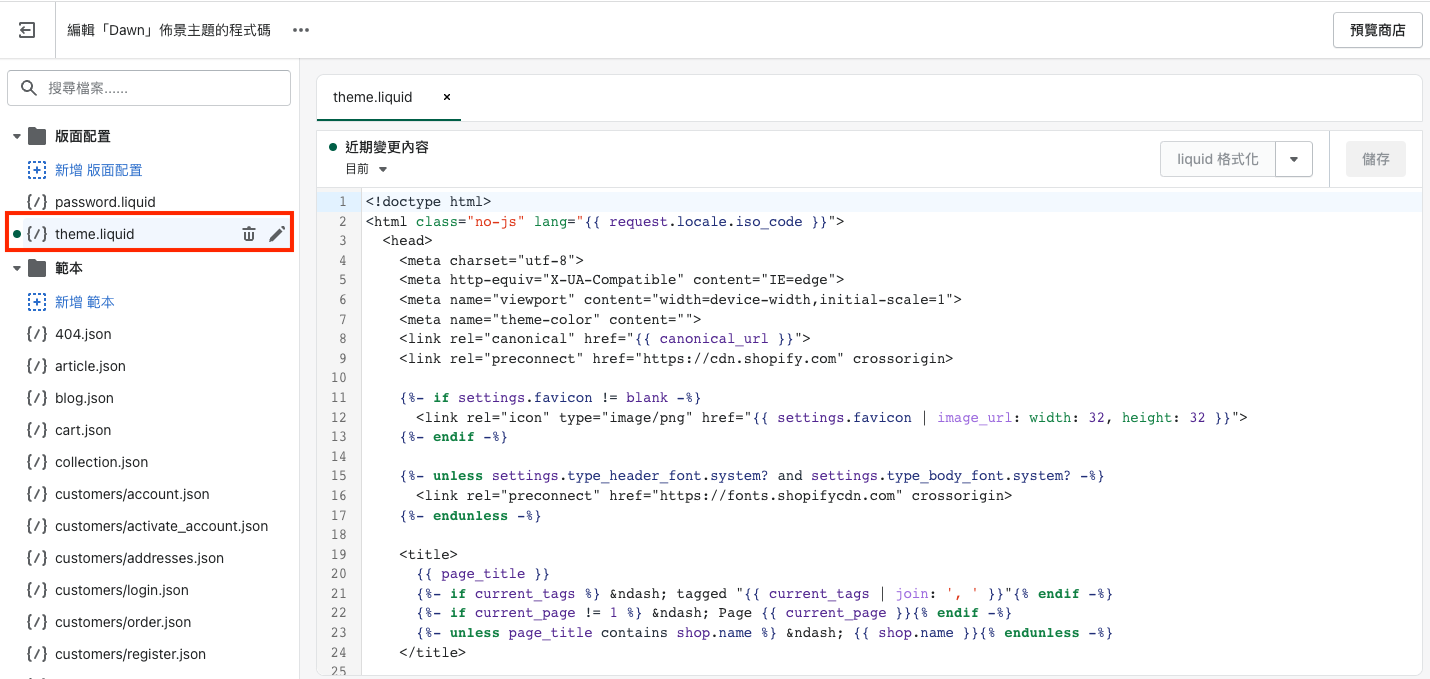 編輯「Dawn」佈景主題的程式碼 •••
預覽商店
搜尋檔案......
版面配置
新增 版面配置
{/} password.liquid
{/} theme.liquid
範本
新增 範本
{/} 404.json
{/} article.json
{/} blog.json
{/} cart.json
{/} collection.json
{/} customers/account.json
{/} customers/activate_account.json
{/} customers/addresses.json
{/} customers/login.json
{/} customers/order.json
{/} customers/register.json
theme.liquid ×
近期變更內容
目前
liquid 格式化
儲存
1 <!doctype html>
2 <html class="no-js" lang="{{ request.locale.iso_code }}">
3 <head>
4 <meta charset="utf-8">
5 <meta http-equiv="X-UA-Compatible" content="IE=edge">
6 <meta name="viewport" content="width=device-width,initial-scale=1">
7 <meta name="theme-color" content="">
8 <link rel="canonical" href="{{ canonical_url }}">
9 <link rel="preconnect" href="https://cdn.shopify.com" crossorigin>
10
11 {%- if settings.favicon != blank -%}
12 <link rel="icon" type="image/png" href="{{ settings.favicon | image_url: width: 32, height: 32 }}">
13 {%- endif -%}
14
15 {%- unless settings.type_header_font.system? and settings.type_body_font.system? -%}
16 <link rel="preconnect" href="https://fonts.shopifycdn.com" crossorigin>
17 {%- endunless -%}
18
19 <title>
20 {{ page_title }}
21 {%- if current_tags %} &ndash; tagged "{{ current_tags | join: ', ' }}"{% endif -%}
22 {%- if current_page != 1 %} &ndash; Page {{ current_page }}{% endif -%}
23 {%- unless page_title contains shop.name %} &ndash; {{ shop.name }}{% endunless -%}
24 </title>
25